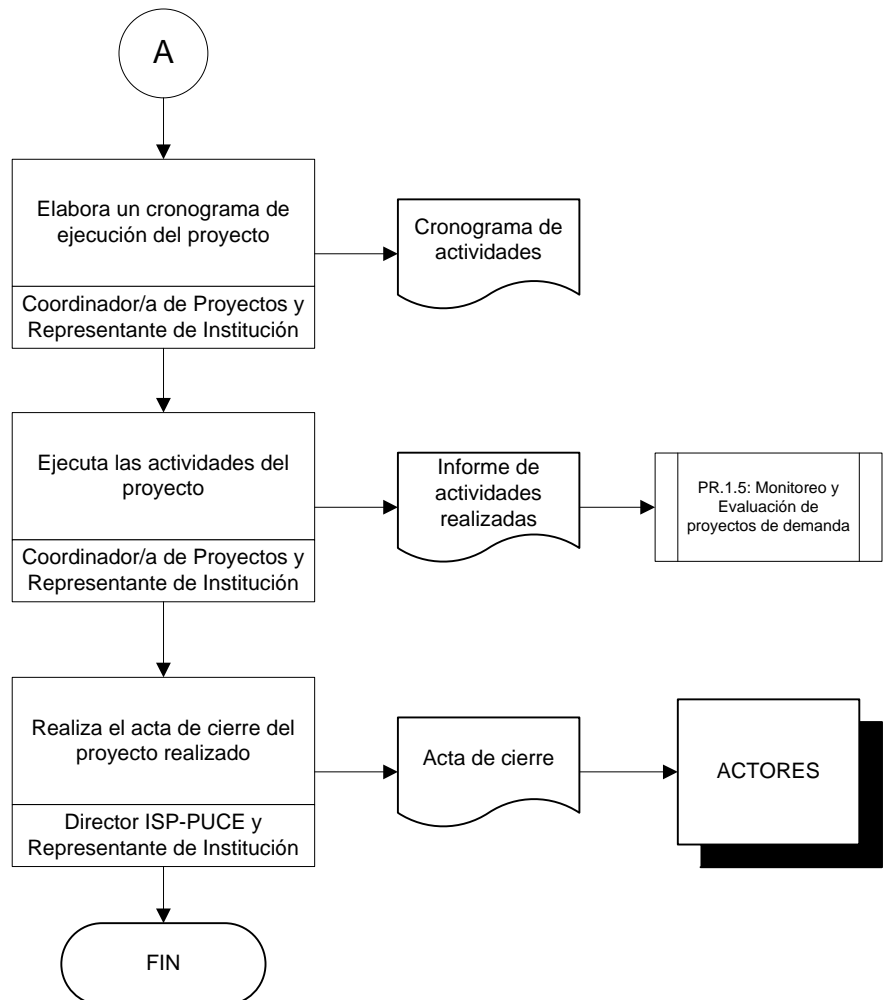 A
Elabora un cronograma de
ejecución del proyecto
Coordinador/a de Proyectos y
Representante de Institución
Cronograma de
actividades
Ejecuta las actividades del
proyecto
Coordinador/a de Proyectos y
Representante de Institución
Informe de
actividades
realizadas
PR.1.5: Monitoreo y
Evaluación de
proyectos de demanda
Realiza el acta de cierre del
proyecto realizado
Director ISP-PUCE y
Representante de Institución
Acta de cierre
ACTORES
FIN